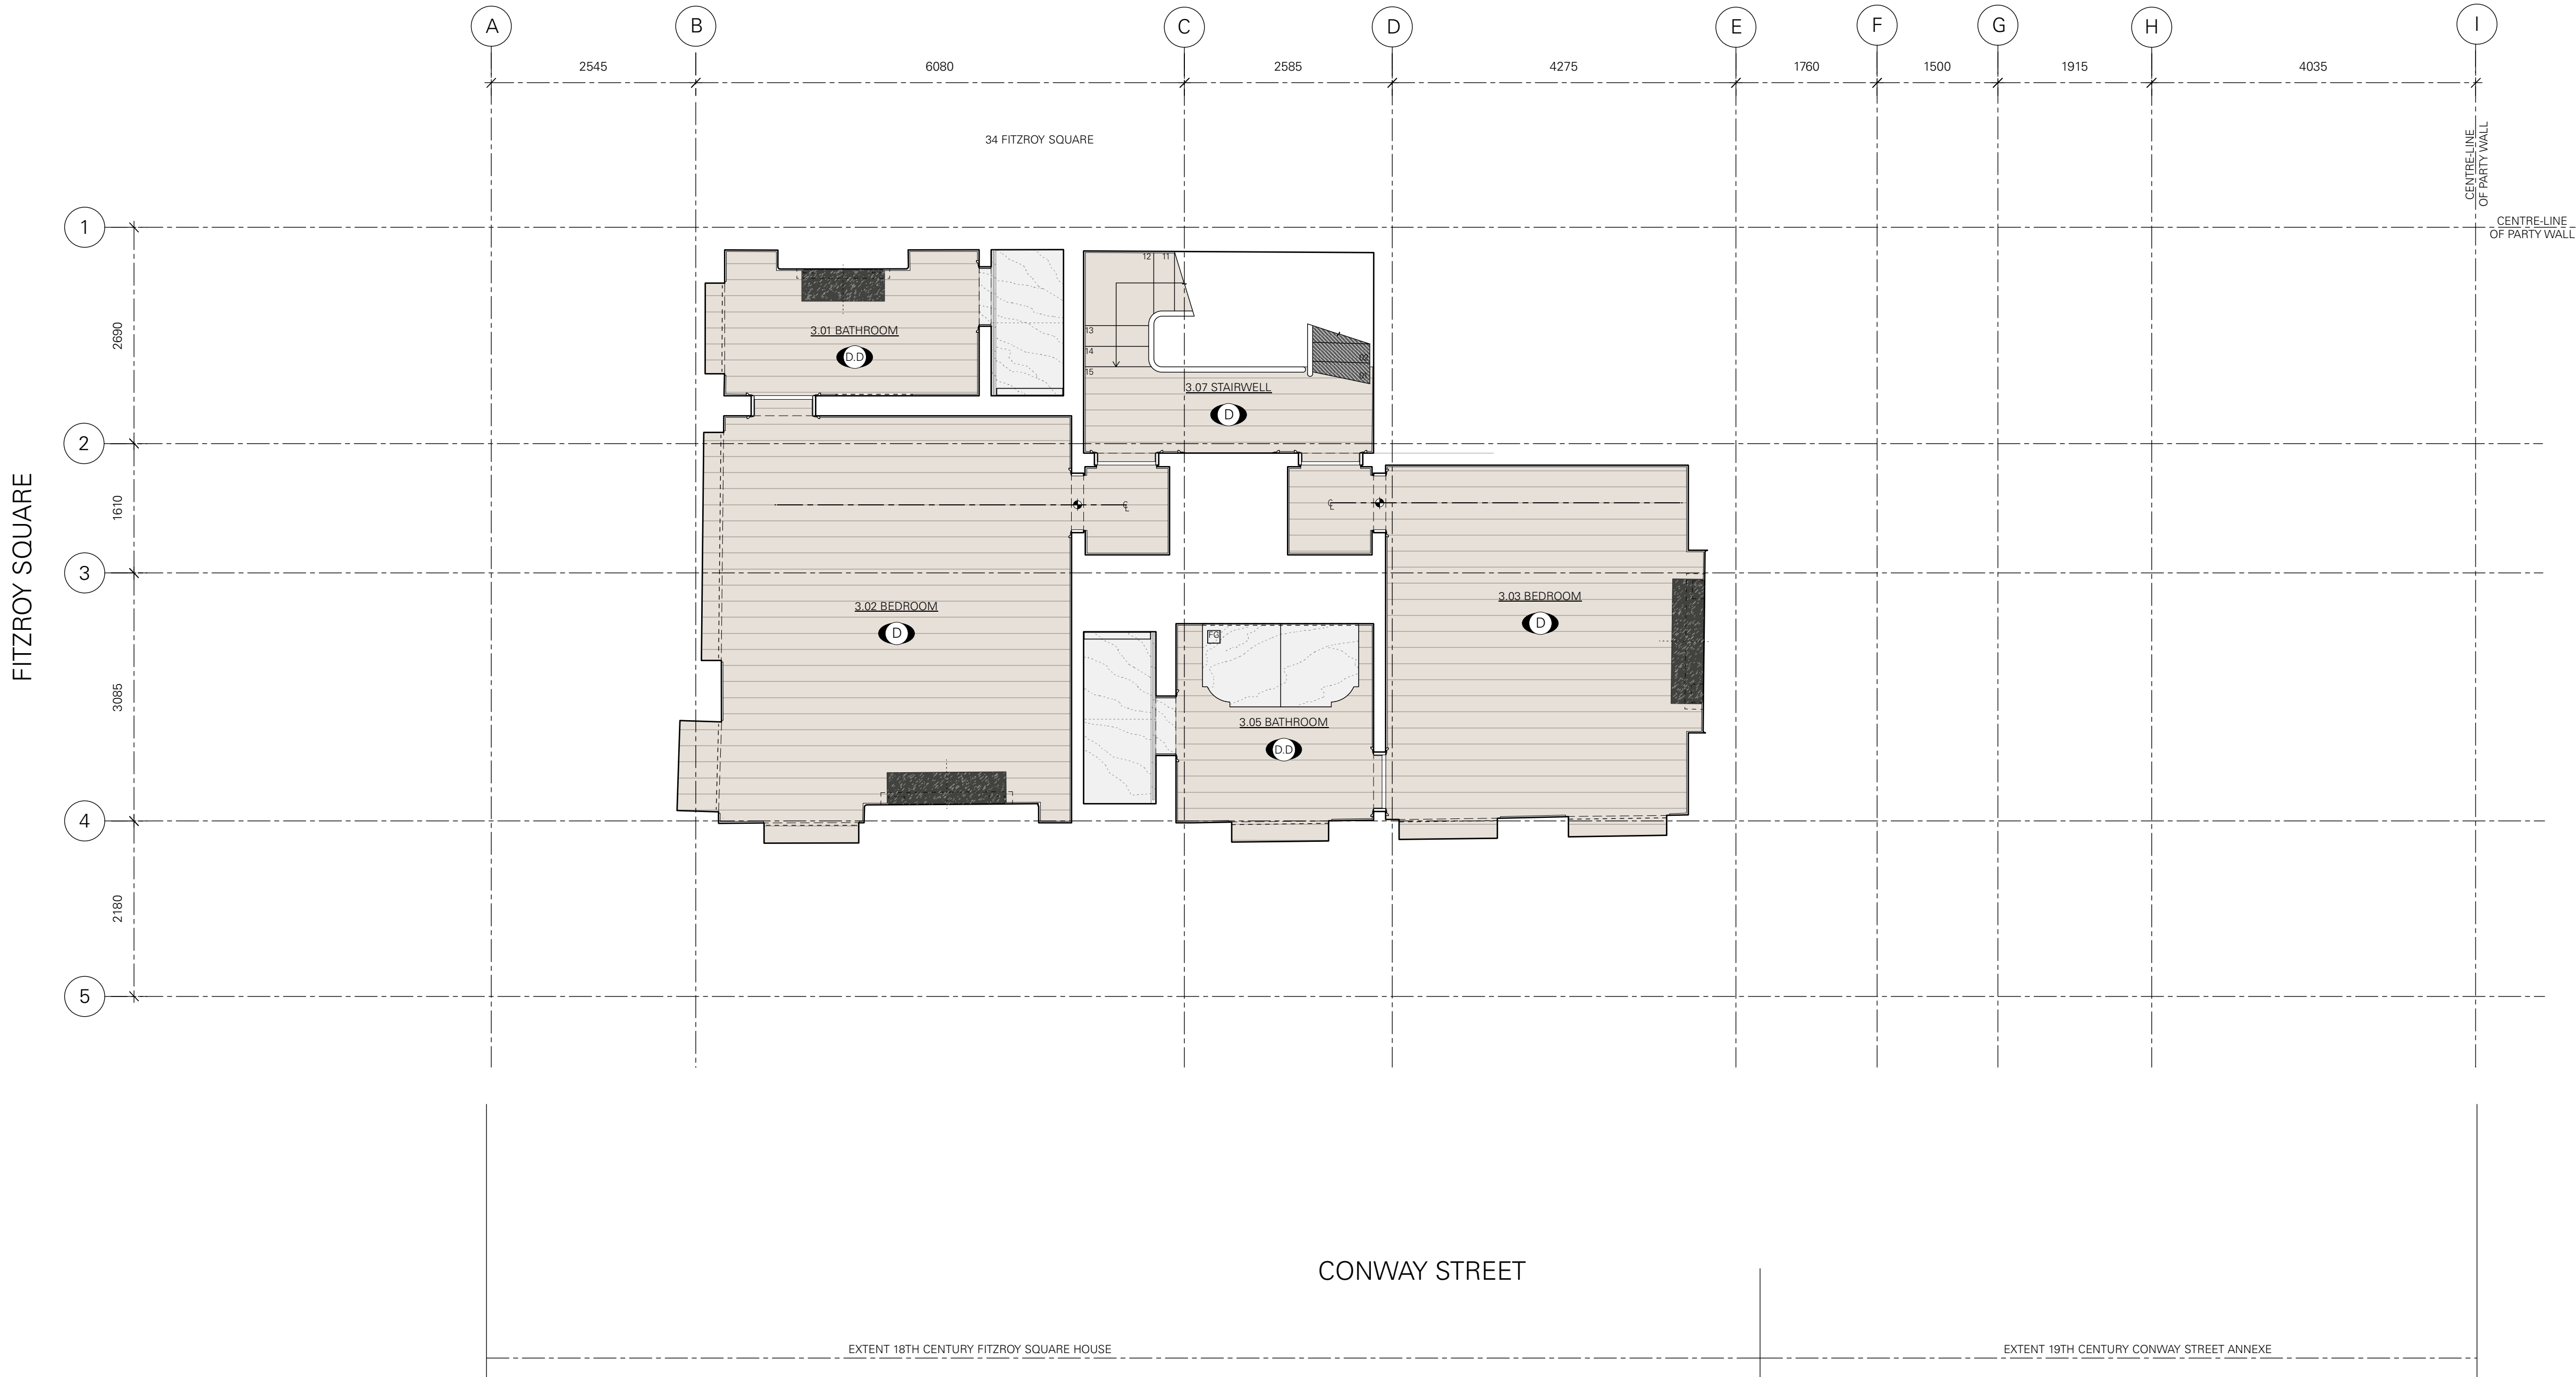 A
B
C
D
E
F
G
H
I
2545
6080
2585
4275
1760
1500
1915
4035
34 FITZROY SQUARE
CENTRE-LINE
OF PARTY WALL
CENTRE-LINE
OF PARTY WALL
1
2690
2
1610
3
3085
4
2180
5
FITZROY SQUARE
3.01 BATHROOM
D.D
12
11
13
14
15
02
01
3.07 STAIRWELL
D
℄
℄
3.02 BEDROOM
D
3.03 BEDROOM
D
FG
3.05 BATHROOM
D.D
CONWAY STREET
EXTENT 18TH CENTURY FITZROY SQUARE HOUSE
EXTENT 19TH CENTURY CONWAY STREET ANNEXE